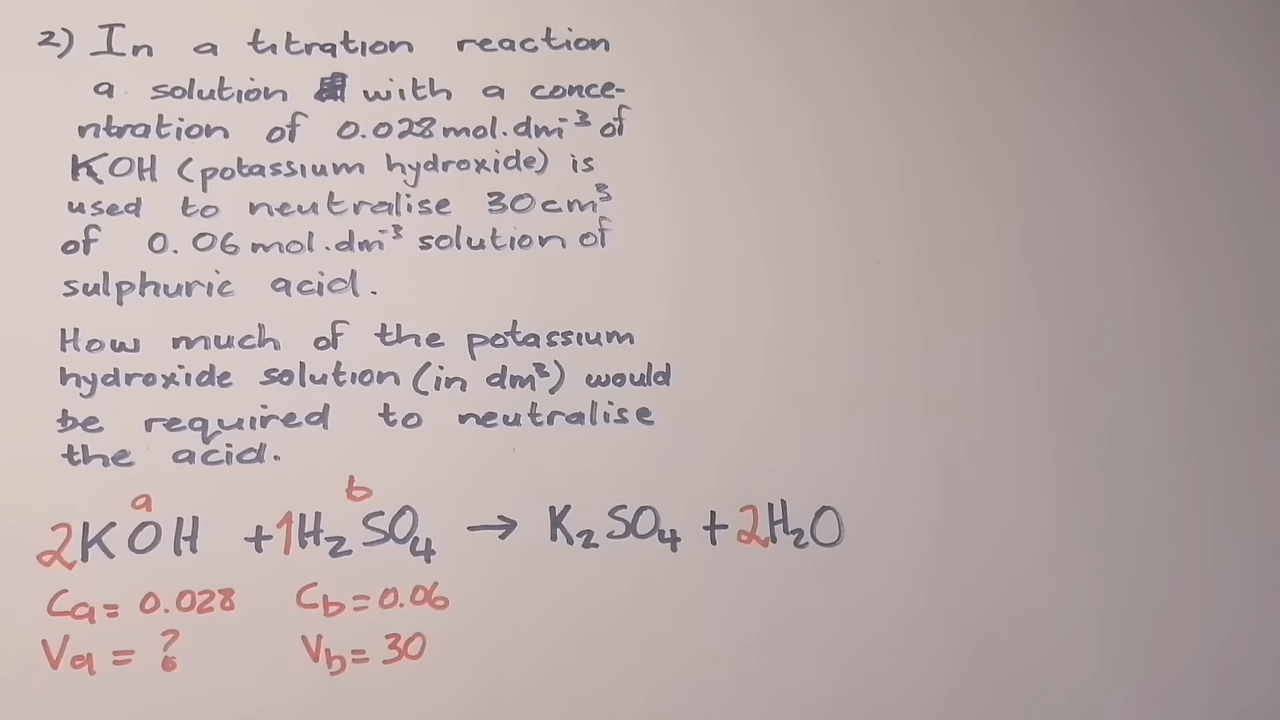 2) In a titration reaction
a solution with a conce-
ntration of 0.028 mol.dm⁻³ of
KOH (potassium hydroxide) is
used to neutralise 30cm³
of 0.06 mol.dm⁻³ solution of
sulphuric acid.
How much of the potassium
hydroxide solution (in dm³) would
be required to neutralise
the acid.
a b
2KOH + 1H₂SO₄ → K₂SO₄ + 2H₂O
Ca = 0.028 Cb = 0.06
Va = ? Vb = 30